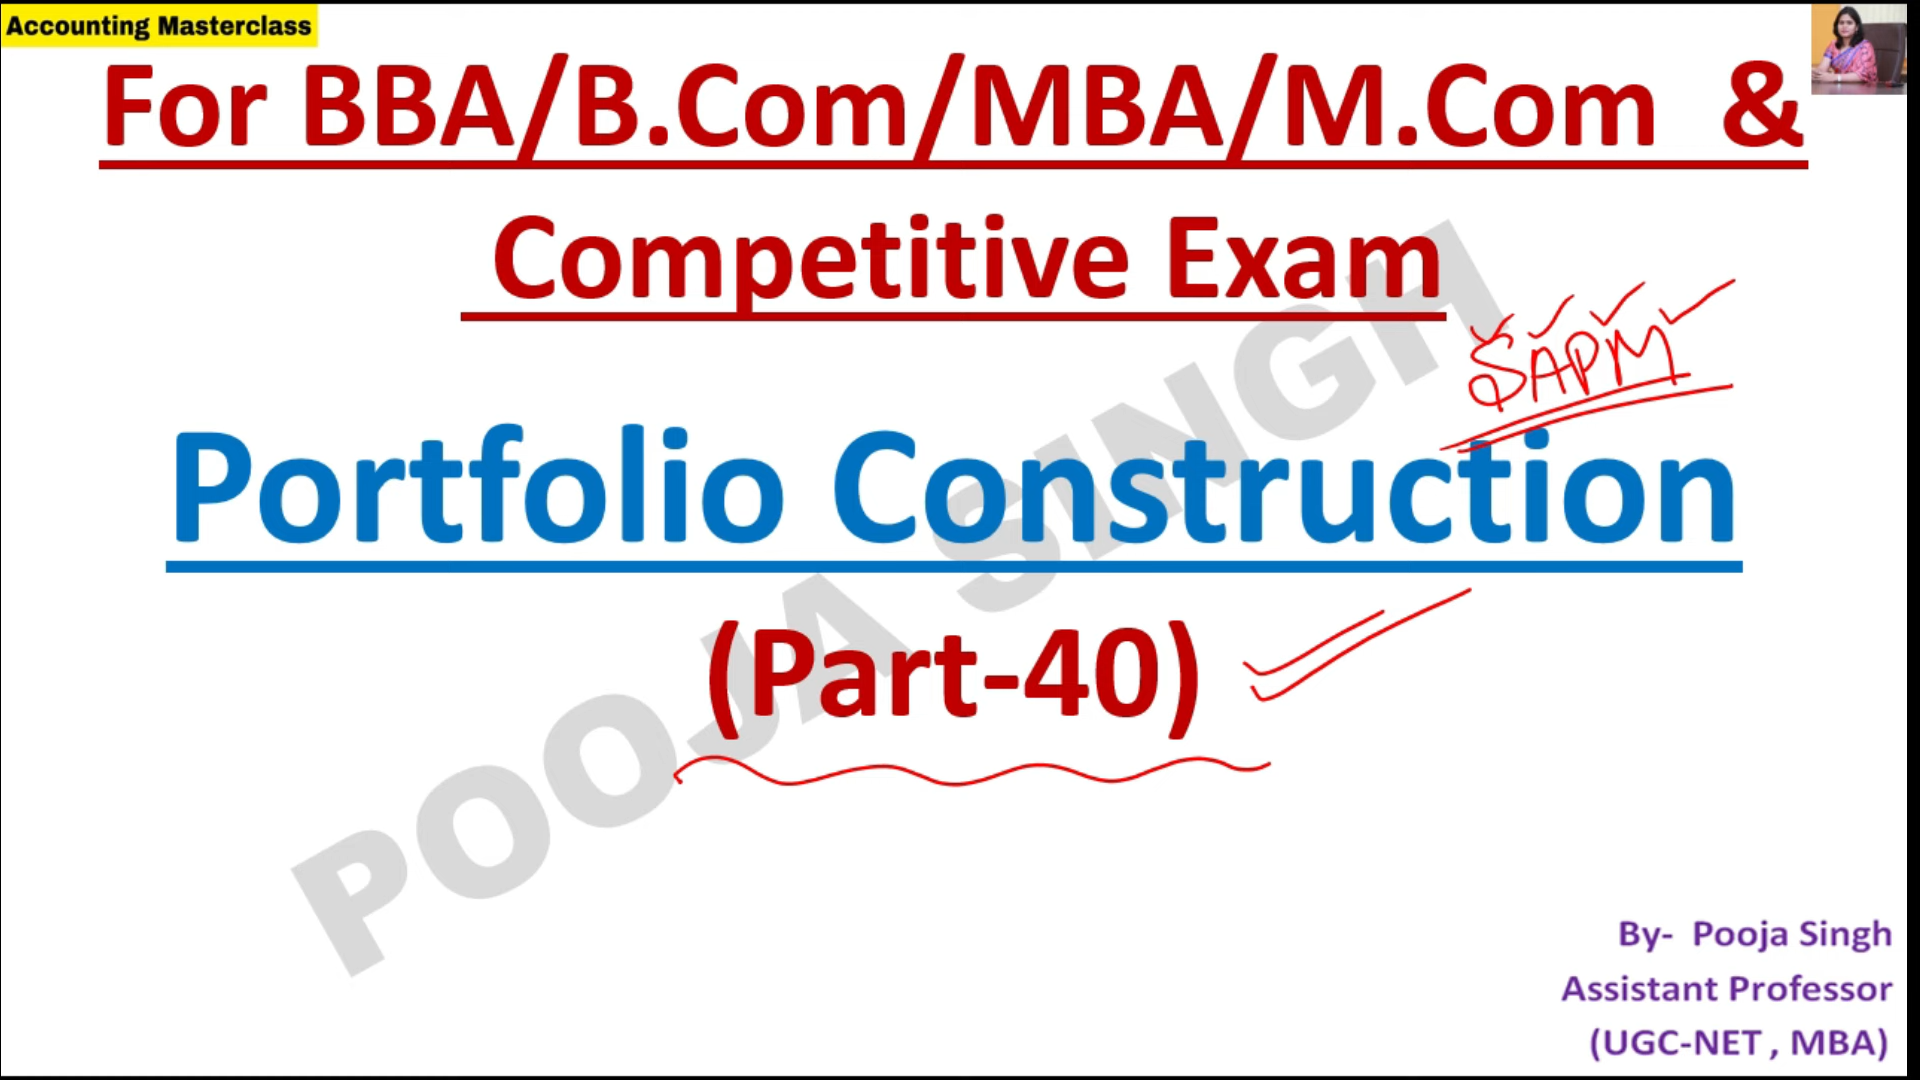 Accounting Masterclass
For BBA/B.Com/MBA/M.Com &
Competitive Exam
SAPM
Portfolio Construction
(Part-40)
POOJA SINGH
By- Pooja Singh
Assistant Professor
(UGC-NET , MBA)